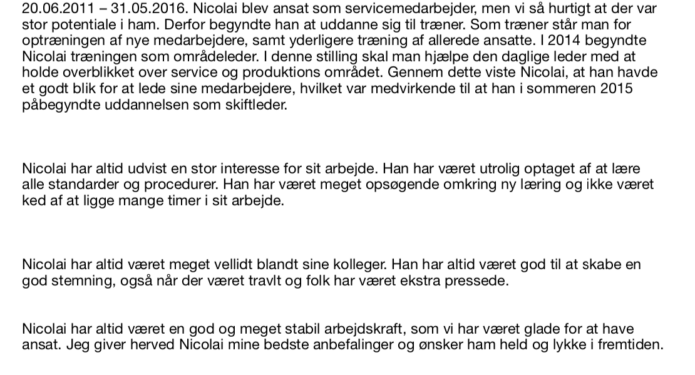 20.06.2011 – 31.05.2016. Nicolai blev ansat som servicemedarbejder, men vi så hurtigt at der var
stor potentiale i ham. Derfor begyndte han at uddanne sig til træner. Som træner står man for
optræningen af nye medarbejdere, samt yderligere træning af allerede ansatte. I 2014 begyndte
Nicolai træningen som områdeleder. I denne stilling skal man hjælpe den daglige leder med at
holde overblikket over service og produktions området. Gennem dette viste Nicolai, at han havde
et godt blik for at lede sine medarbejdere, hvilket var medvirkende til at han i sommeren 2015
påbegyndte uddannelsen som skiftleder.
Nicolai har altid udvist en stor interesse for sit arbejde. Han har været utrolig optaget af at lære
alle standarder og procedurer. Han har været meget opsøgende omkring ny læring og ikke været
ked af at ligge mange timer i sit arbejde.
Nicolai har altid været meget vellidt blandt sine kolleger. Han har altid været god til at skabe en
god stemning, også når der været travlt og folk har været ekstra pressede.
Nicolai har altid været en god og meget stabil arbejdskraft, som vi har været glade for at have
ansat. Jeg giver herved Nicolai mine bedste anbefalinger og ønsker ham held og lykke i fremtiden.